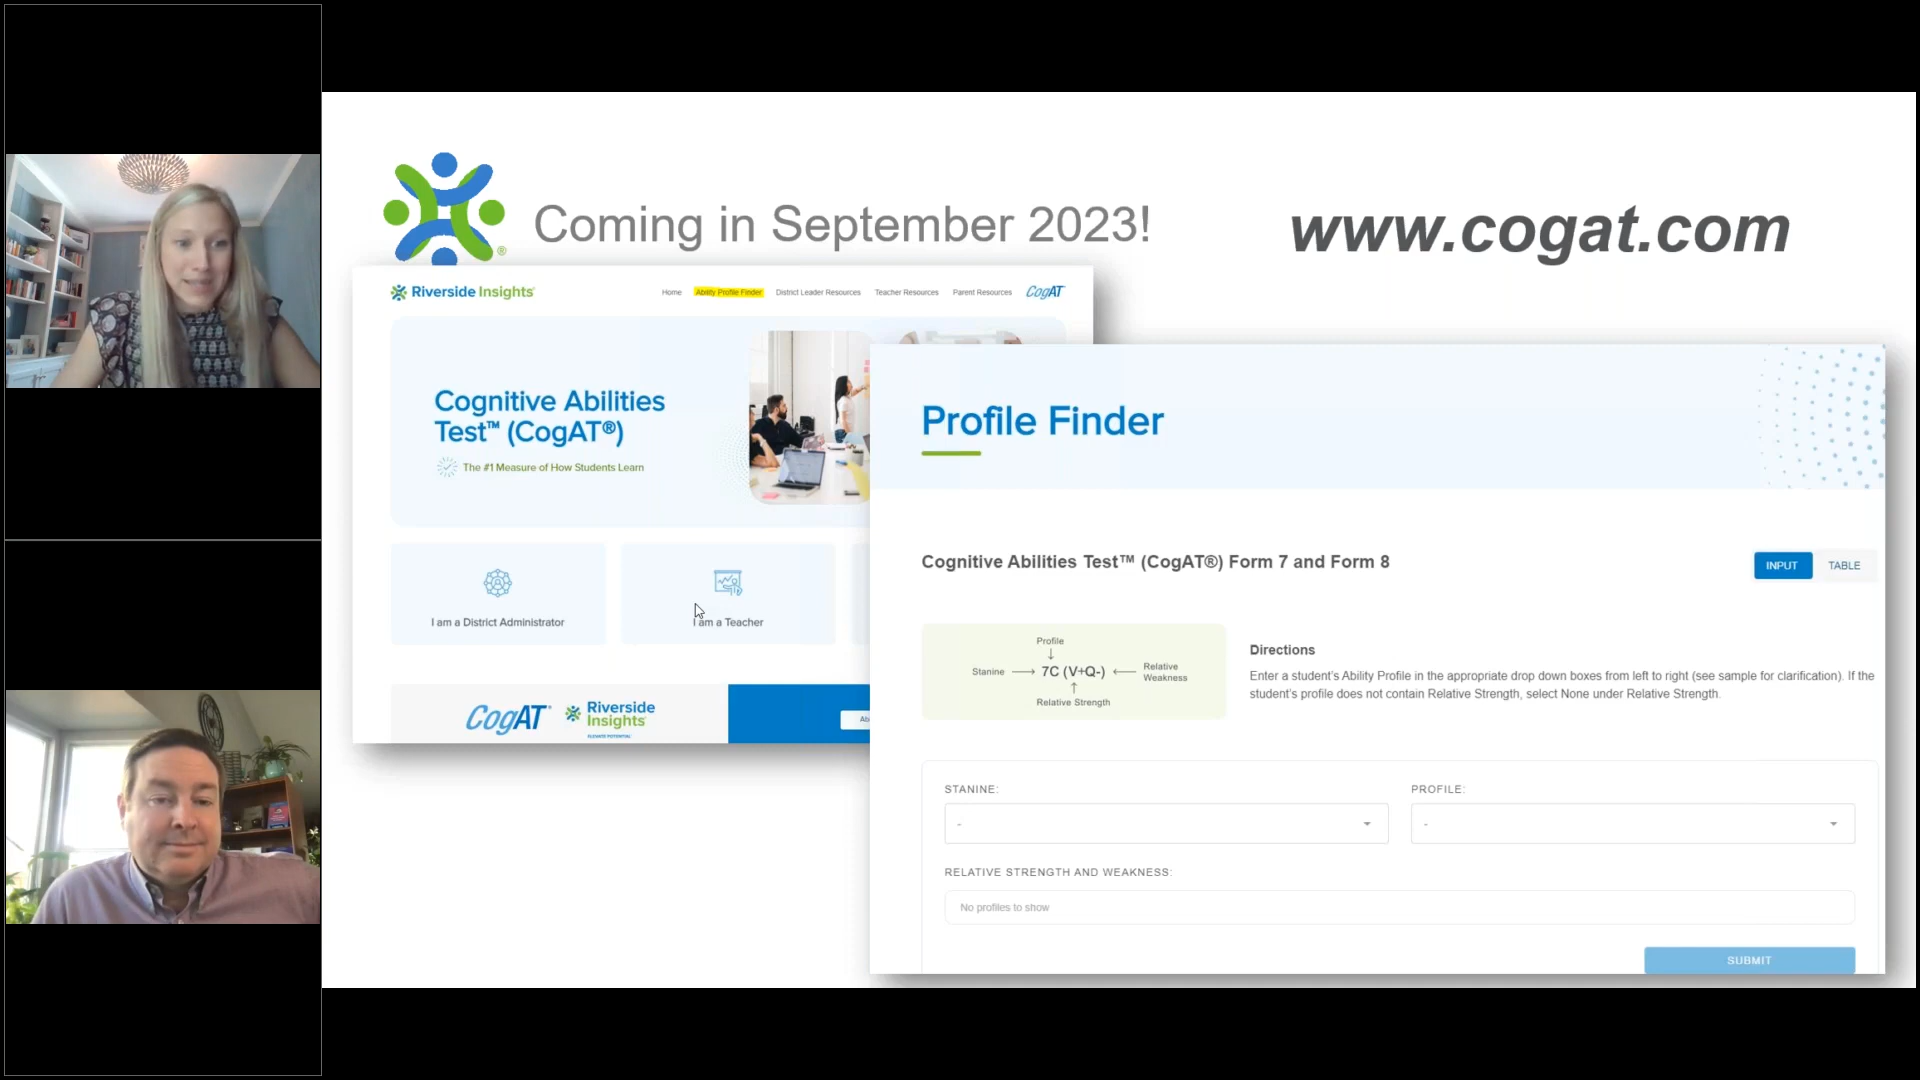 Coming in September 2023!
www.cogat.com
®
Riverside Insights
Home
Ability Profile Finder
District Leader Resources
Teacher Resources
Parent Resources
CogAT
Cognitive Abilities
Test™ (CogAT®)
The #1 Measure of How Students Learn
I am a District Administrator
I am a Teacher
CogAT
Riverside
Insights
ELEVATE POTENTIAL
Profile Finder
Cognitive Abilities Test™ (CogAT®) Form 7 and Form 8
INPUT
TABLE
Profile
Stanine
7C (V+Q-)
Relative
Weakness
Relative Strength
Directions
Enter a student's Ability Profile in the appropriate drop down boxes from left to right (see sample for clarification). If the
student's profile does not contain Relative Strength, select None under Relative Strength.
STANINE:
-
PROFILE:
-
RELATIVE STRENGTH AND WEAKNESS:
No profiles to show
SUBMIT